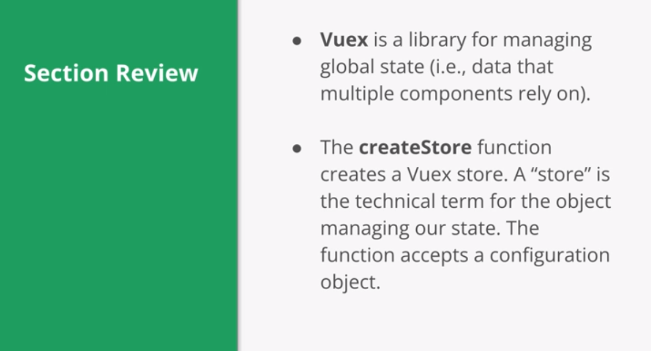 Section Review
● Vuex is a library for managing
global state (i.e., data that
multiple components rely on).
● The createStore function
creates a Vuex store. A “store” is
the technical term for the object
managing our state. The
function accepts a configuration
object.